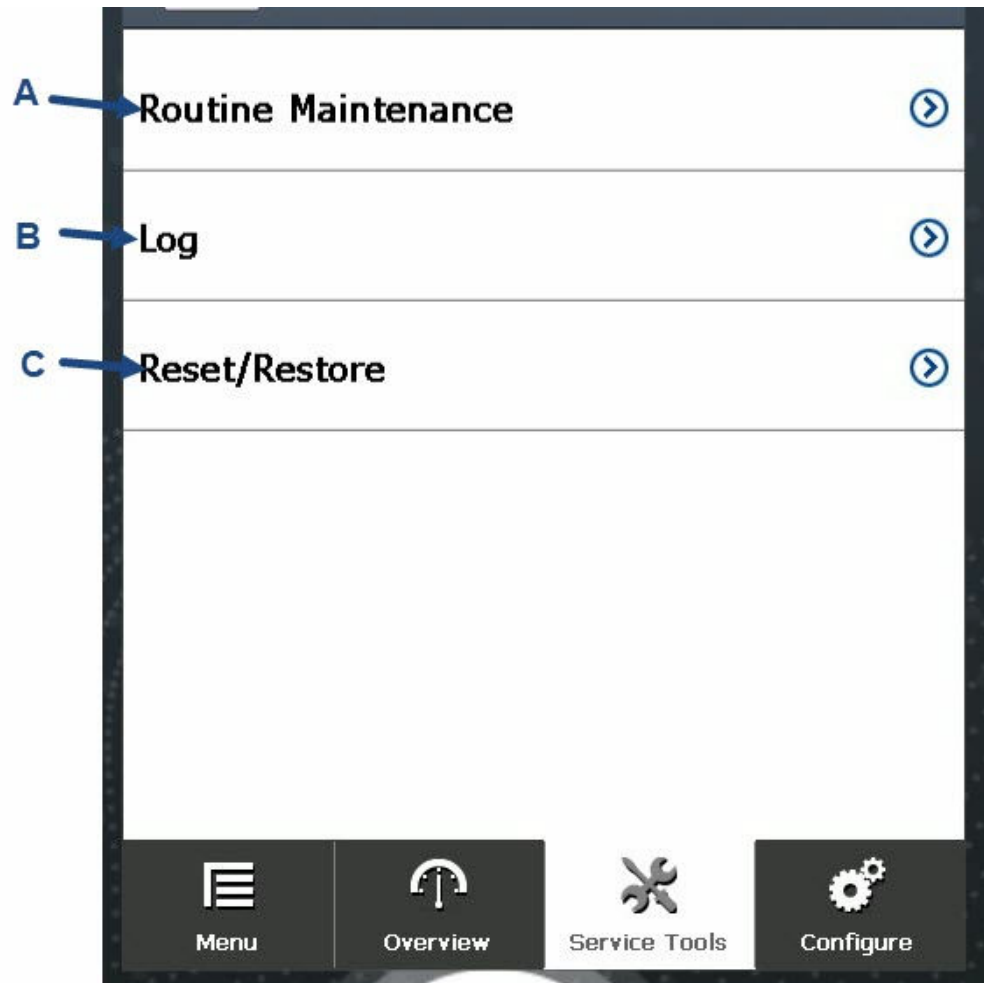 A
Routine Maintenance
B
Log
C
Reset/Restore
Menu
Overview
Service Tools
Configure